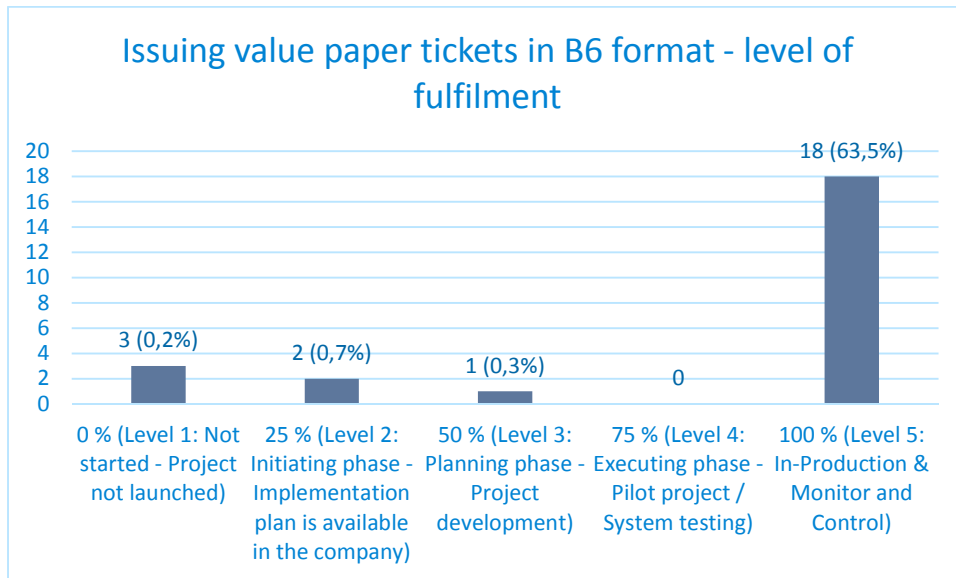 Issuing value paper tickets in B6 format - level of
fulfilment
20
18
16
14
12
10
8
6
4
2
0
3 (0,2%)
2 (0,7%)
1 (0,3%)
0
18 (63,5%)
0 % (Level 1: Not
started - Project
not launched)
25 % (Level 2:
Initiating phase -
Implementation
plan is available
in the company)
50 % (Level 3:
Planning phase -
Project
development)
75 % (Level 4:
Executing phase -
Pilot project /
System testing)
100 % (Level 5:
In-Production &
Monitor and
Control)